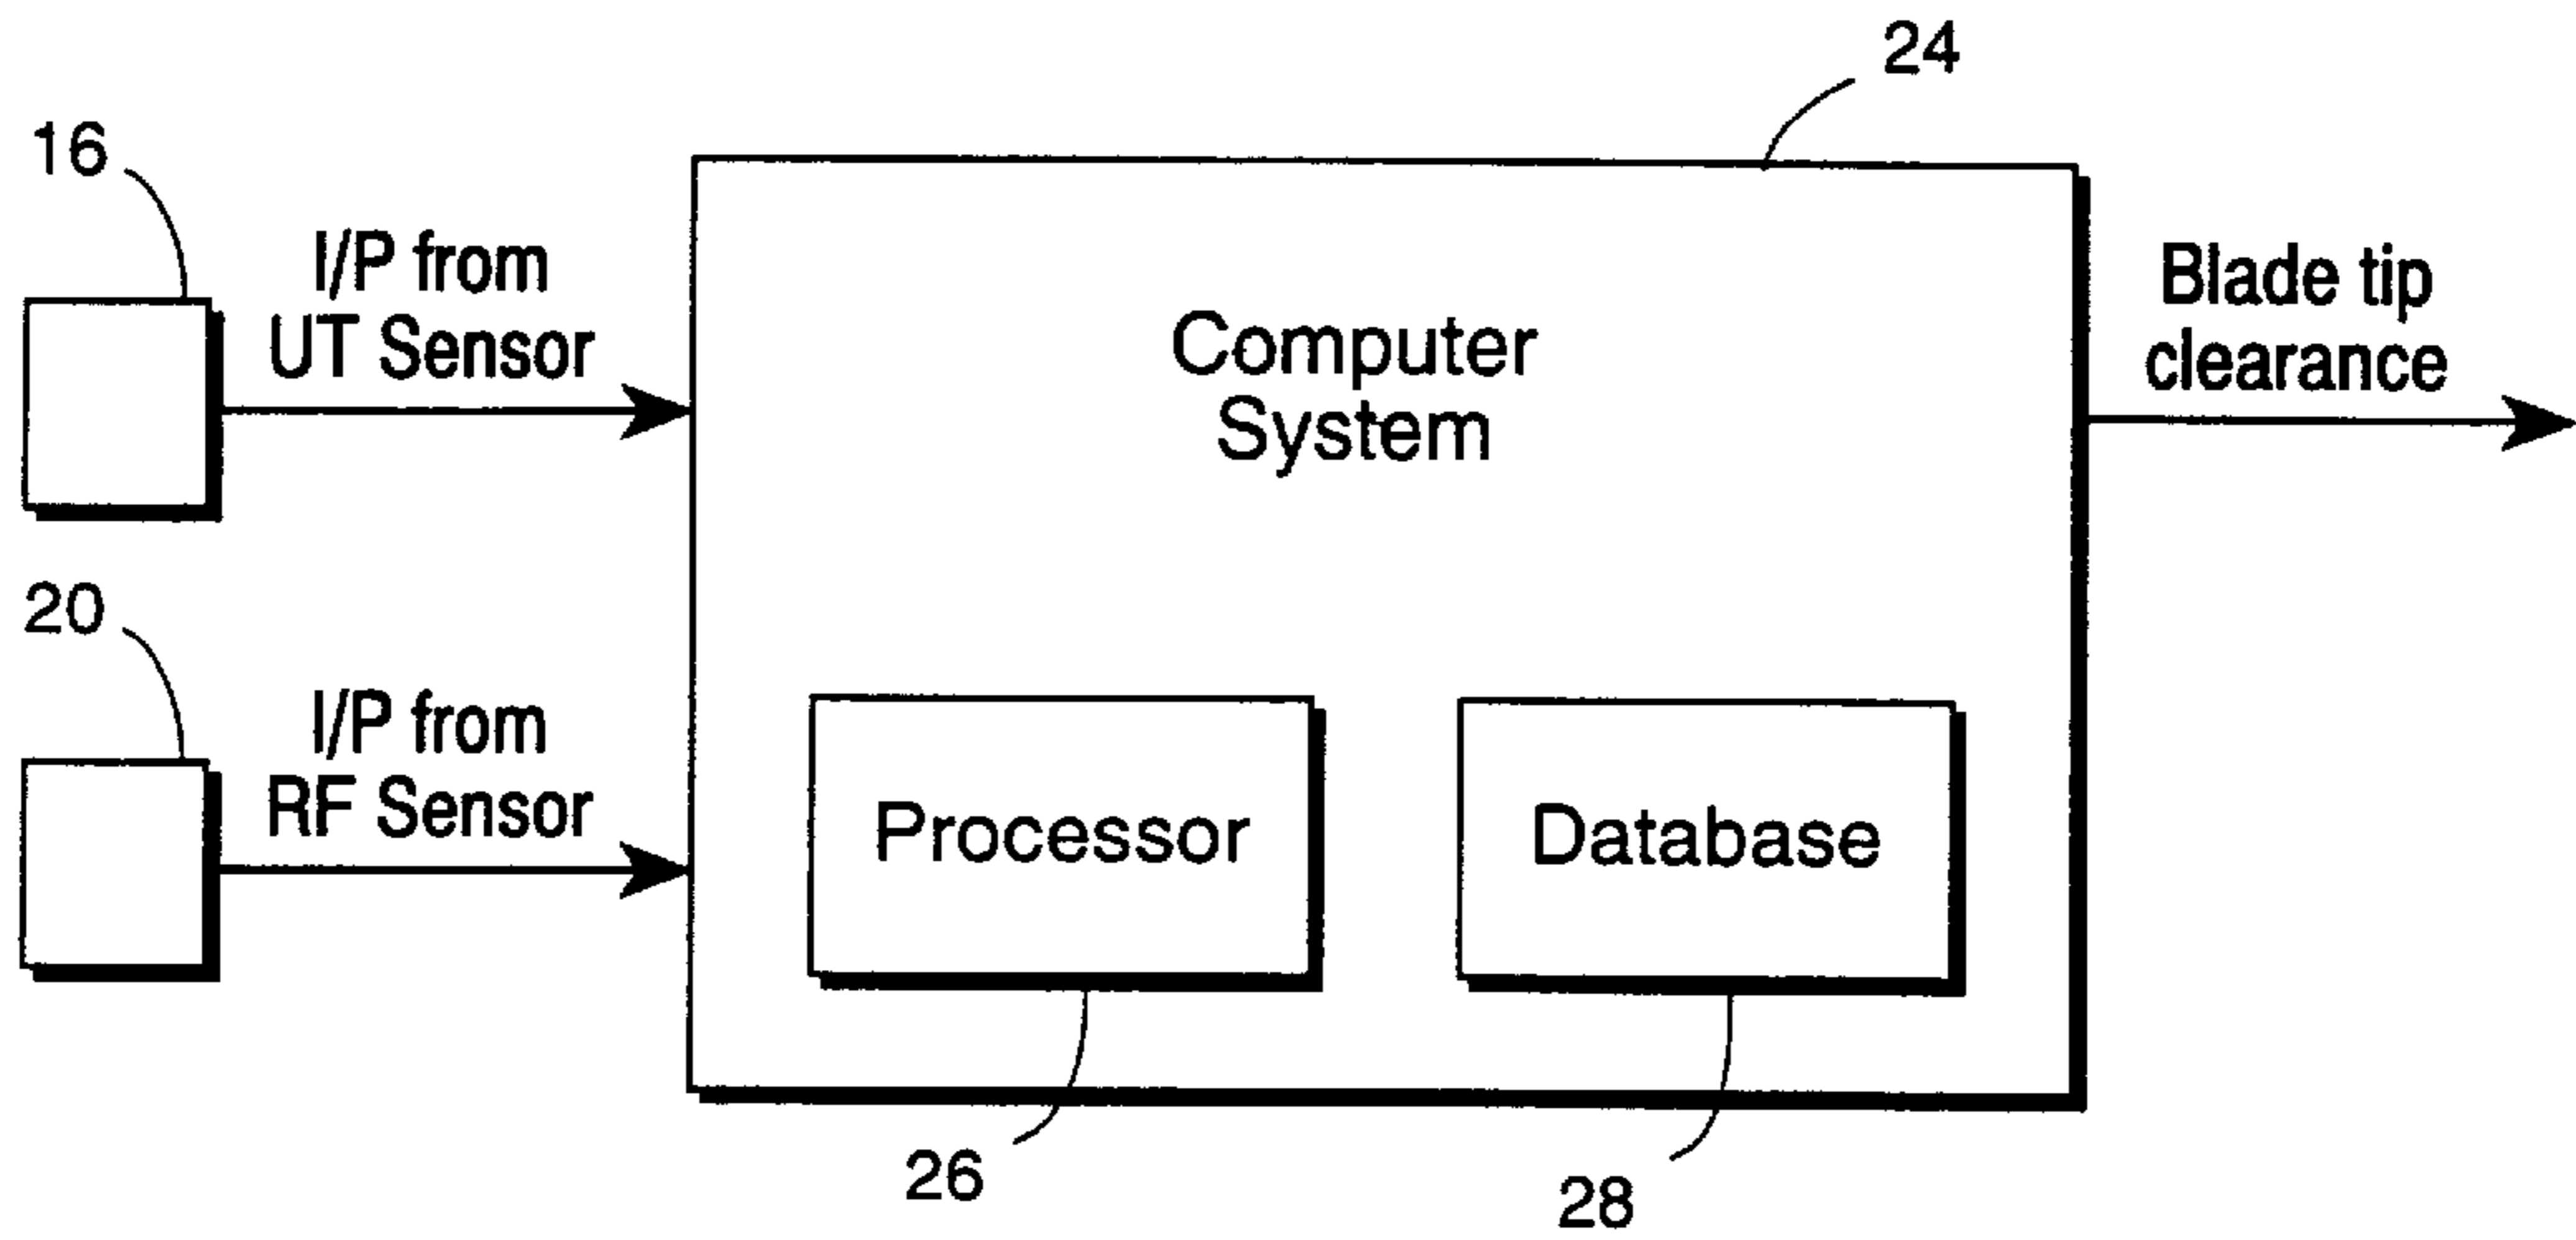 24
16
I/P from
UT Sensor
Computer
System
Blade tip
clearance
20
I/P from
RF Sensor
Processor
Database
26
28